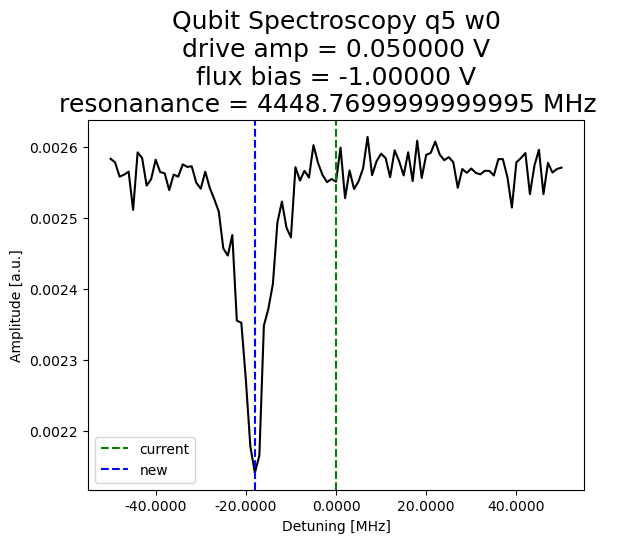 Qubit Spectroscopy q5 w0
drive amp = 0.050000 V
flux bias = -1.00000 V
resonanance = 4448.7699999999995 MHz
0.0026
0.0025
0.0024
0.0023
0.0022
Amplitude [a.u.]
current
new
-40.0000 -20.0000 0.0000 20.0000 40.0000
Detuning [MHz]